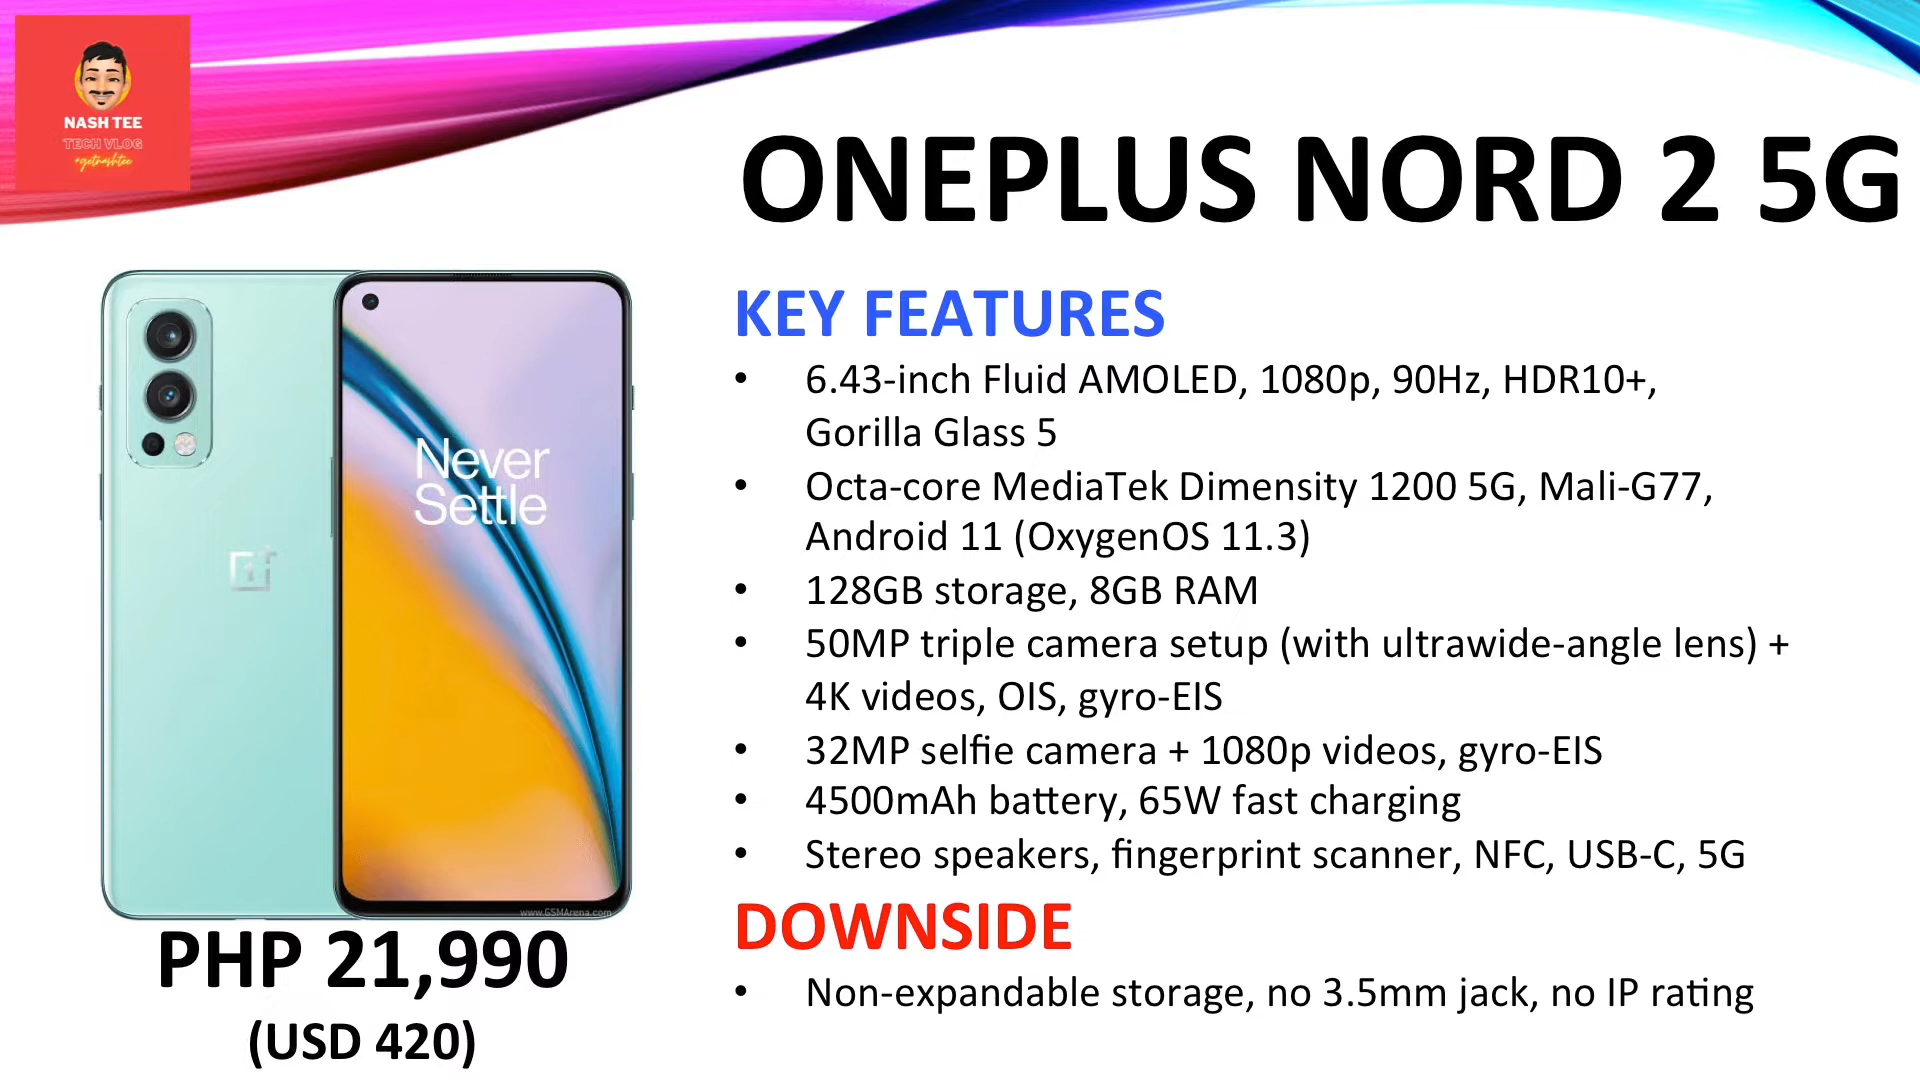 NASH TEE
TECH VLOG
#getnashtee
ONEPLUS NORD 2 5G
Never
Settle
www.GSMArena.com
PHP 21,990
(USD 420)
KEY FEATURES
• 6.43-inch Fluid AMOLED, 1080p, 90Hz, HDR10+,
Gorilla Glass 5
• Octa-core MediaTek Dimensity 1200 5G, Mali-G77,
Android 11 (OxygenOS 11.3)
• 128GB storage, 8GB RAM
• 50MP triple camera setup (with ultrawide-angle lens) +
4K videos, OIS, gyro-EIS
• 32MP selfie camera + 1080p videos, gyro-EIS
• 4500mAh battery, 65W fast charging
• Stereo speakers, fingerprint scanner, NFC, USB-C, 5G
DOWNSIDE
• Non-expandable storage, no 3.5mm jack, no IP rating